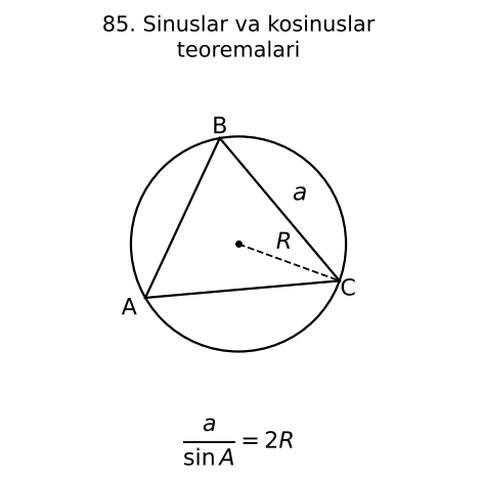 85. Sinuslar va kosinuslar
teoremalari
B
a
R
A
C
a
sin A = 2R